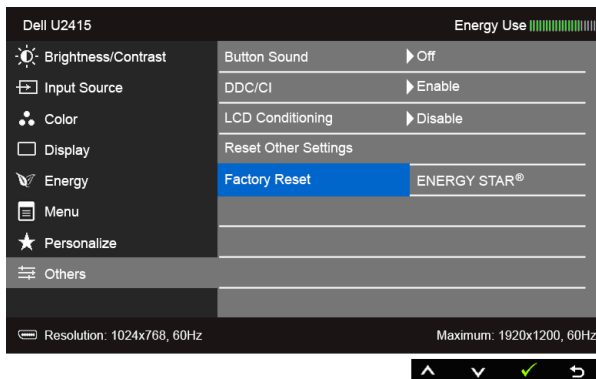 Dell U2415 Energy Use
Brightness/Contrast Button Sound Off
Input Source DDC/CI Enable
Color LCD Conditioning Disable
Display Reset Other Settings
Energy Factory Reset ENERGY STAR®
Menu
Personalize
Others
Resolution: 1024x768, 60Hz Maximum: 1920x1200, 60Hz